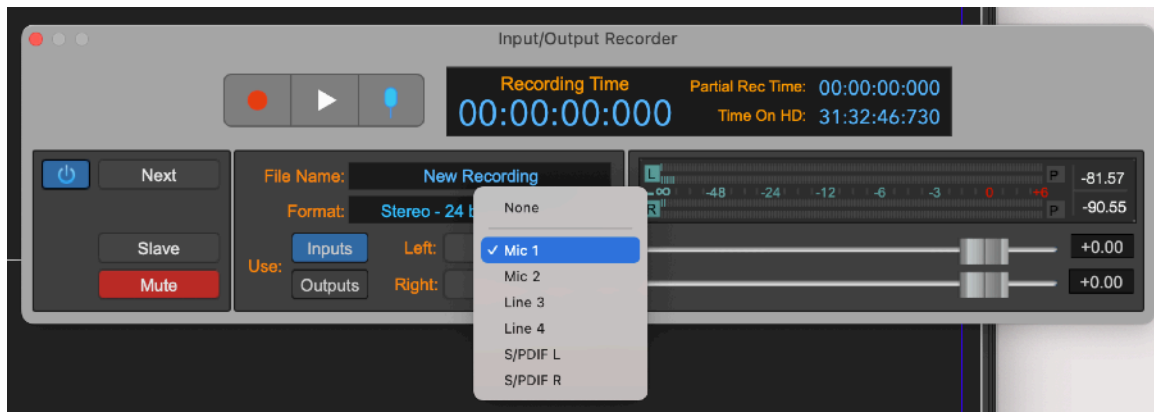 Input/Output Recorder
Recording Time
00:00:00:000
Partial Rec Time: 00:00:00:000
Time On HD: 31:32:46:730
Next
Slave
Mute
File Name: New Recording
Format: Stereo - 24 b
Use: Inputs Left:
Outputs Right:
None
✓ Mic 1
Mic 2
Line 3
Line 4
S/PDIF L
S/PDIF R
L P -81.57
-∞ -48 -24 -12 -6 -3 0 +6
R P -90.55
+0.00
+0.00